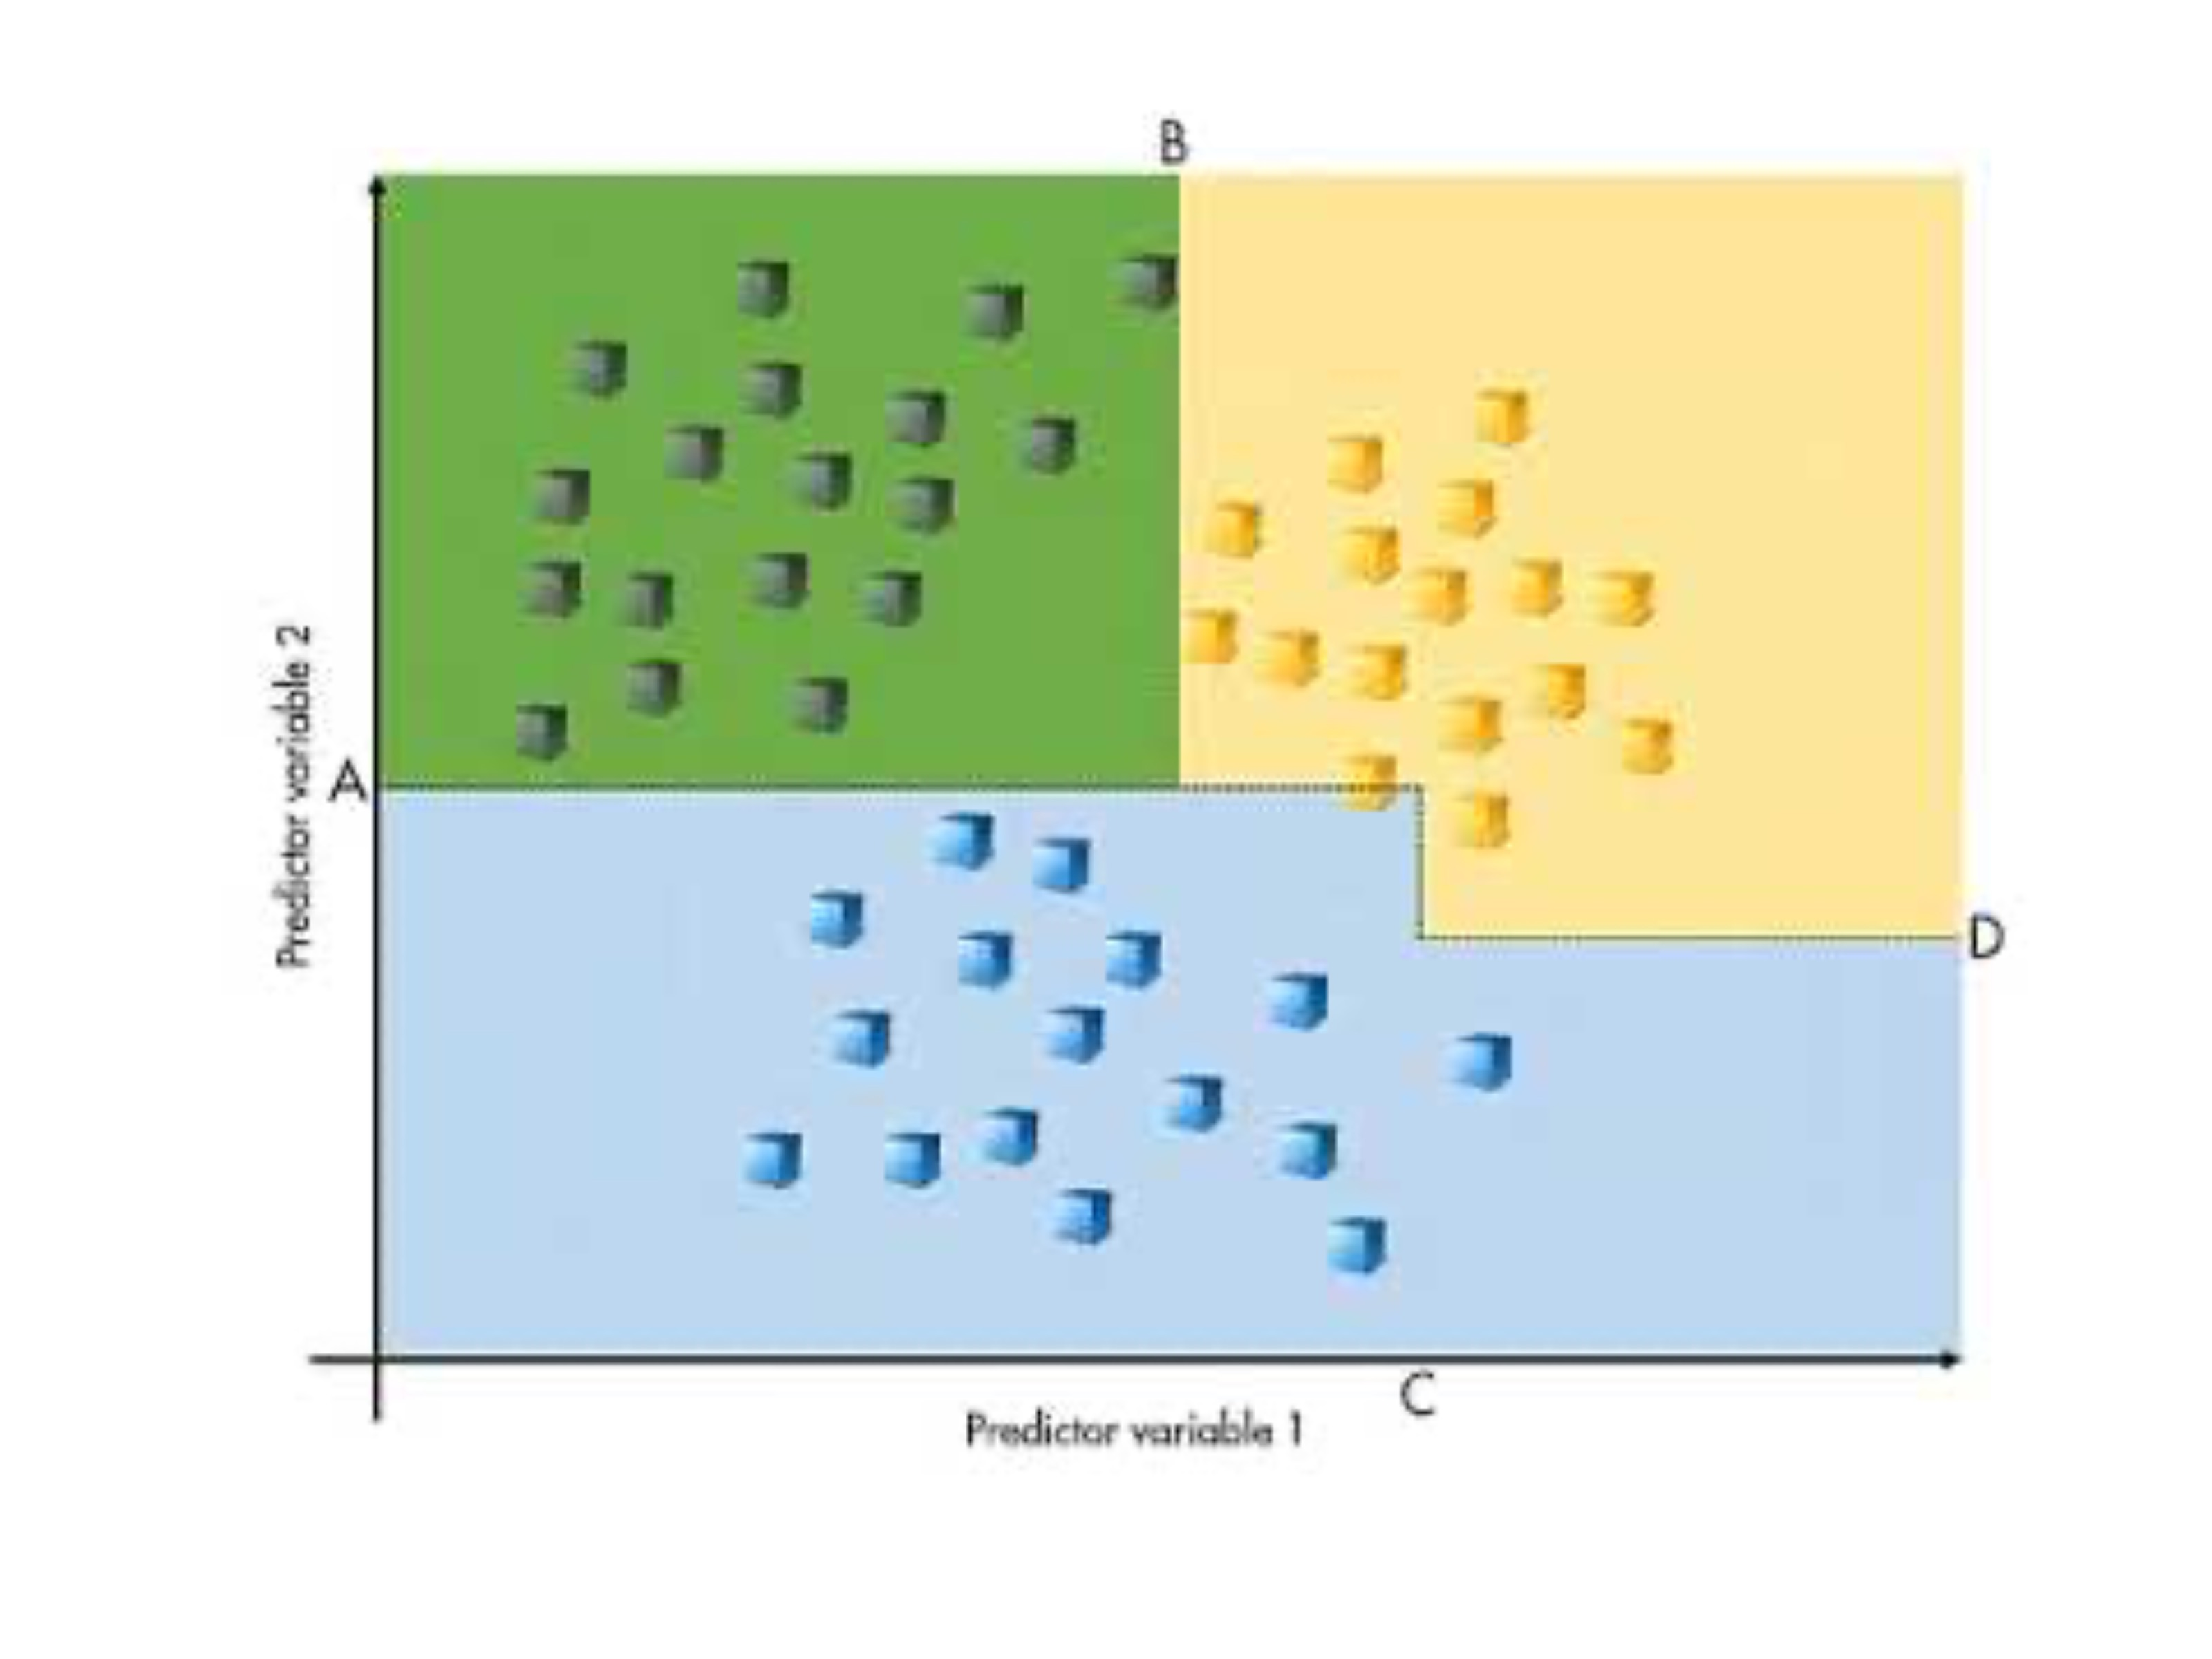 B
Predictor variable 2
A
D
C
Predictor variable 1